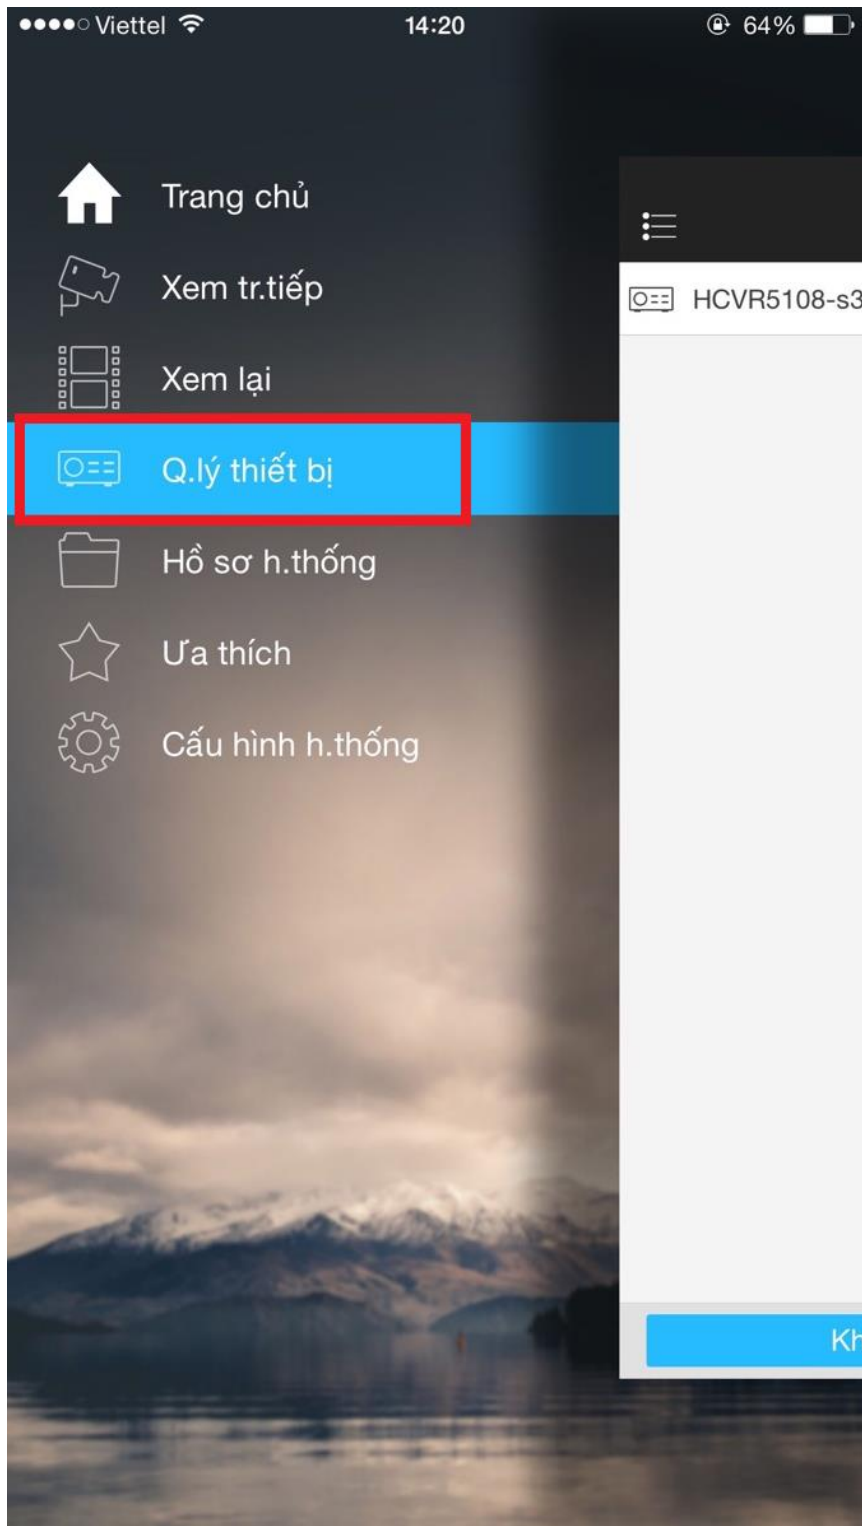 Viettel 14:20 64%
Trang chủ
Xem tr.tiếp
HCVR5108-s3
Xem lại
Q.lý thiết bị
Hồ sơ h.thống
Ưa thích
Cấu hình h.thống
Kh